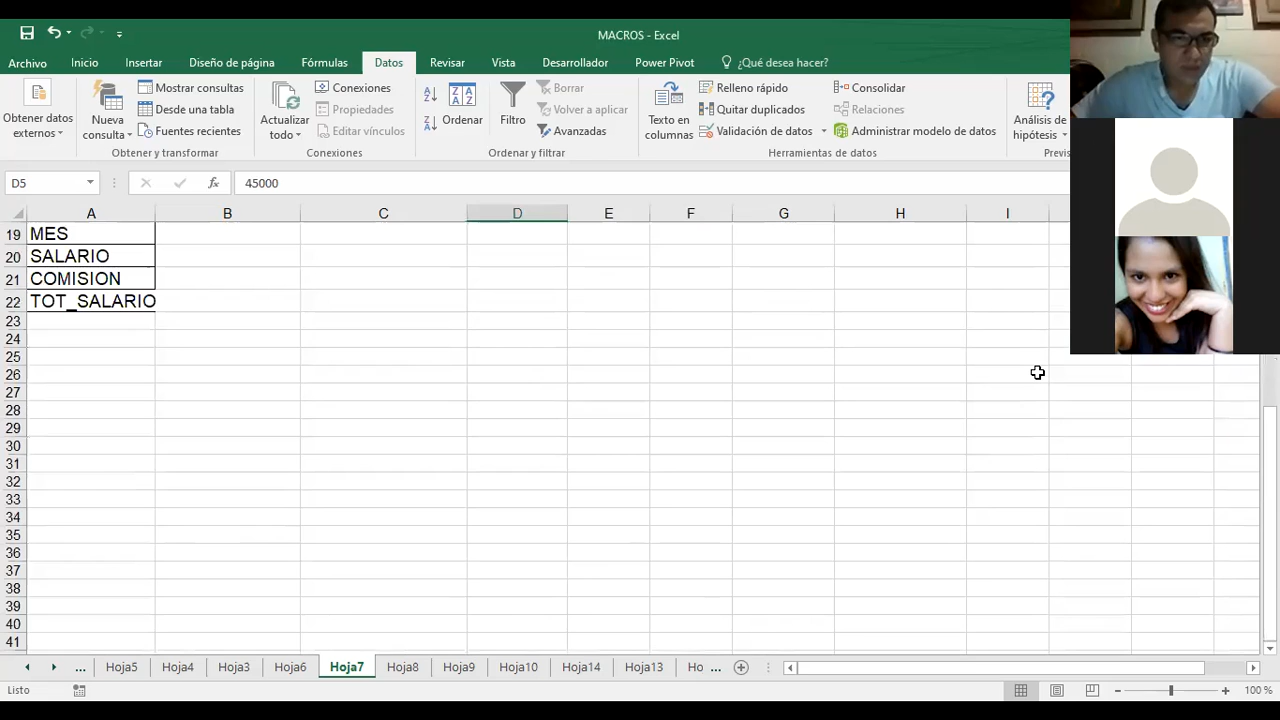 MACROS - Excel
Archivo Inicio Insertar Diseño de página Fórmulas Datos Revisar Vista Desarrollador Power Pivot ¿Qué desea hacer?
Obtener datos externos
Nueva consulta
Mostrar consultas
Desde una tabla
Fuentes recientes
Obtener y transformar
Actualizar todo
Conexiones
Propiedades
Editar vínculos
Conexiones
Ordenar
Filtro
Borrar
Volver a aplicar
Avanzadas
Ordenar y filtrar
Texto en columnas
Relleno rápido
Quitar duplicados
Validación de datos
Consolidar
Relaciones
Administrar modelo de datos
Herramientas de datos
Análisis de hipótesis
Previs
D5 fx 45000
A B C D E F G H I
19 MES
20 SALARIO
21 COMISION
22 TOT_SALARIO
23
24
25
26
27
28
29
30
31
32
33
34
35
36
37
38
39
40
41
... Hoja5 Hoja4 Hoja3 Hoja6 Hoja7 Hoja8 Hoja9 Hoja10 Hoja14 Hoja13 Ho ...
Listo 100 %